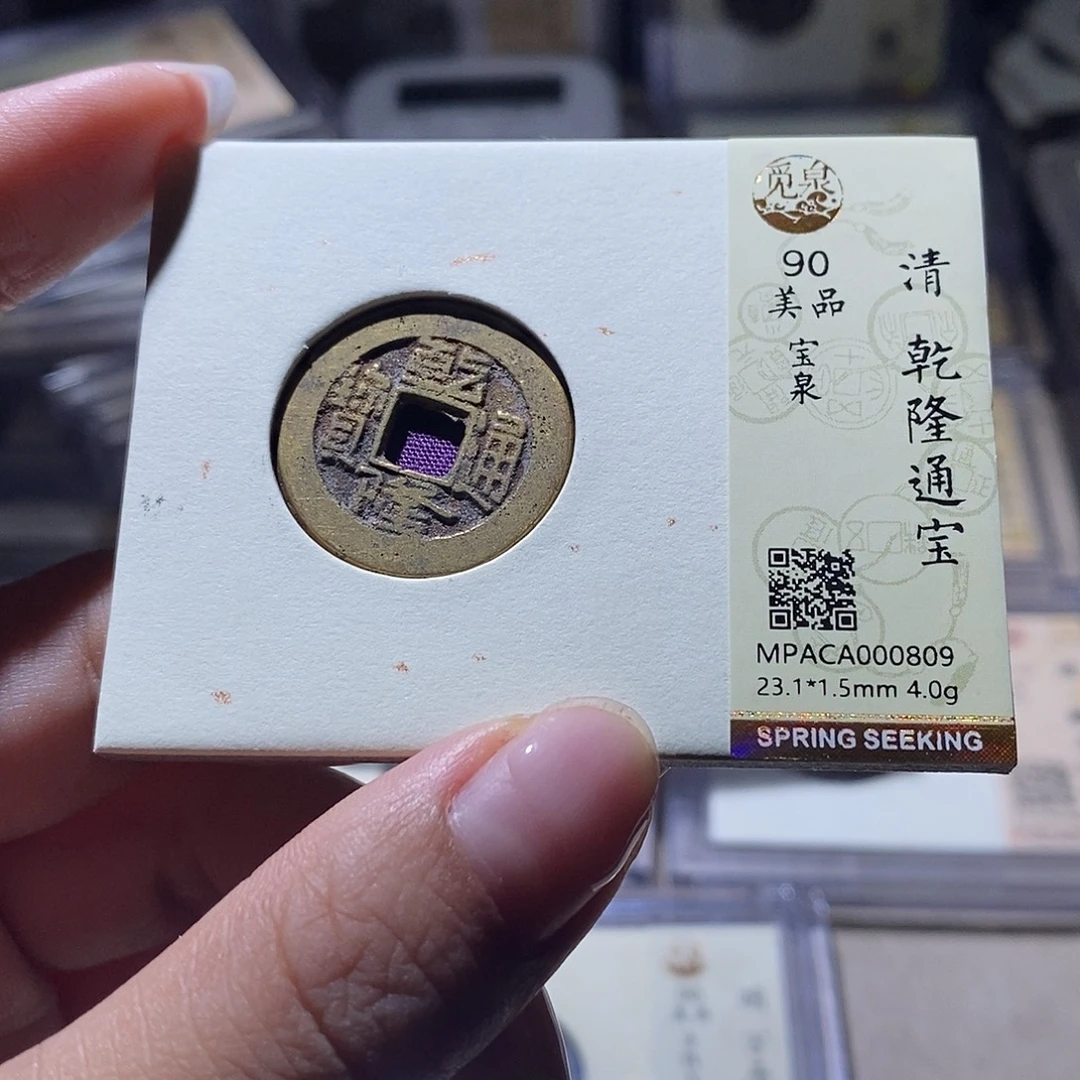 乾隆通寳
觅泉
90
美品
宝泉
清 乾隆通宝
MPACA000809
23.1*1.5mm 4.0g
SPRING SEEKING